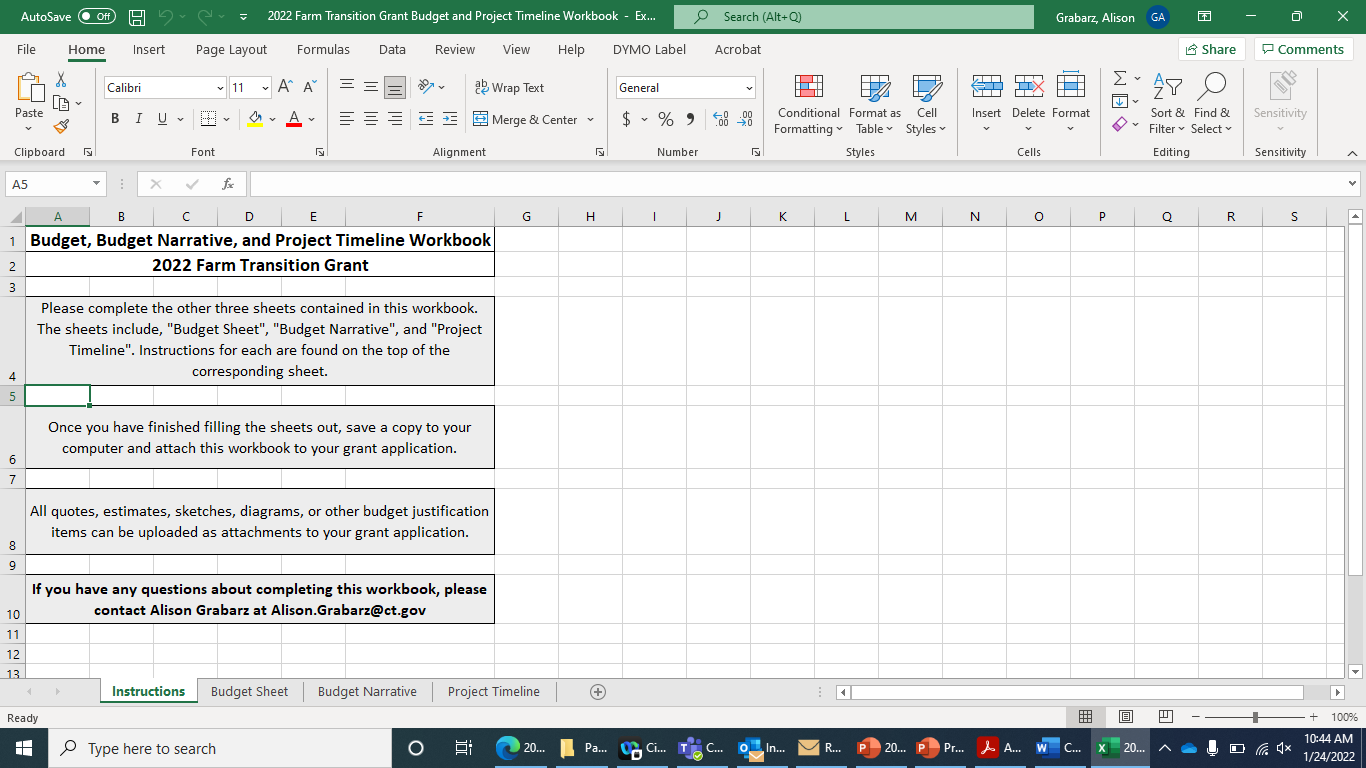 AutoSave Off 2022 Farm Transition Grant Budget and Project Timeline Workbook - Ex... Search (Alt+Q) Grabarz, Alison GA
File Home Insert Page Layout Formulas Data Review View Help DYMO Label Acrobat Share Comments
Calibri 11 Wrap Text General
Paste Conditional Format as Cell Insert Delete Format Sort & Find & Sensitivity
B I U A Merge & Center $ % Formatting Table Styles Filter Select
Clipboard Font Alignment Number Styles Cells Editing Sensitivity
A5 fx
A B C D E F G H I J K L M N O P Q R S
1 Budget, Budget Narrative, and Project Timeline Workbook
2 2022 Farm Transition Grant
3
Please complete the other three sheets contained in this workbook.
The sheets include, "Budget Sheet", "Budget Narrative", and "Project
Timeline". Instructions for each are found on the top of the
4 corresponding sheet.
5
Once you have finished filling the sheets out, save a copy to your
6 computer and attach this workbook to your grant application.
7
All quotes, estimates, sketches, diagrams, or other budget justification
8 items can be uploaded as attachments to your grant application.
9
If you have any questions about completing this workbook, please
10 contact Alison Grabarz at Alison.Grabarz@ct.gov
11
12
13
Instructions Budget Sheet Budget Narrative Project Timeline
Ready 100%
Type here to search 20... Pa... Ci... C... In... R... 20... Pr... A... C... 20... 10:44 AM
1/24/2022